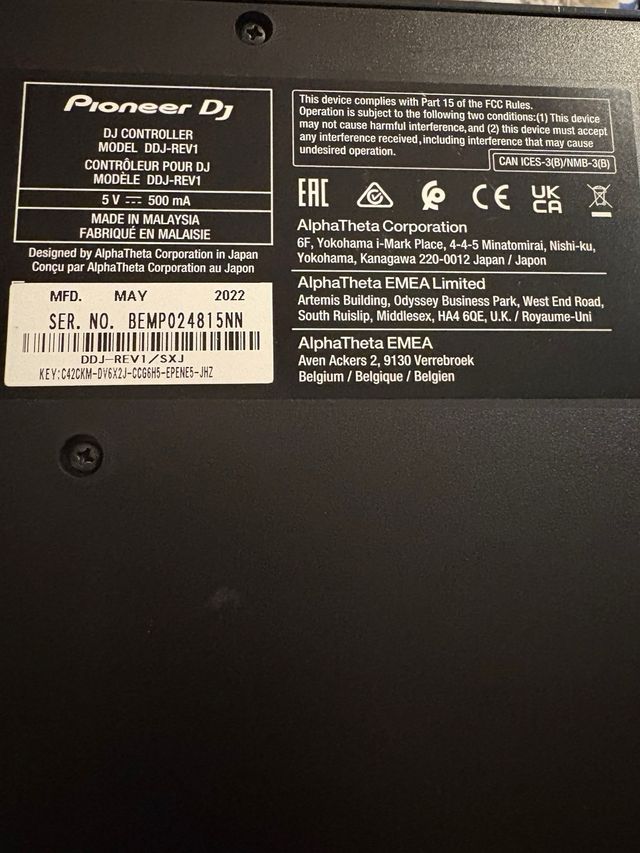 Pioneer Dj
DJ CONTROLLER
MODEL DDJ-REV1
CONTRÔLEUR POUR DJ
MODÈLE DDJ-REV1
5 V ⎓ 500 mA
MADE IN MALAYSIA
FABRIQUÉ EN MALAISIE
Designed by AlphaTheta Corporation in Japan
Conçu par AlphaTheta Corporation au Japon
MFD. MAY 2022
SER. NO. BEMP024815NN
DDJ-REV1/SXJ
KEY:C42CKM-DV6X2J-CCG6H5-EPENE5-JHZ
This device complies with Part 15 of the FCC Rules.
Operation is subject to the following two conditions:(1) This device
may not cause harmful interference, and (2) this device must accept
any interference received, including interference that may cause
undesired operation.
CAN ICES-3(B)/NMB-3(B)
EAC CE UK
CA
AlphaTheta Corporation
6F, Yokohama i-Mark Place, 4-4-5 Minatomirai, Nishi-ku,
Yokohama, Kanagawa 220-0012 Japan / Japon
AlphaTheta EMEA Limited
Artemis Building, Odyssey Business Park, West End Road,
South Ruislip, Middlesex, HA4 6QE, U.K. / Royaume-Uni
AlphaTheta EMEA
Aven Ackers 2, 9130 Verrebroek
Belgium / Belgique / Belgien